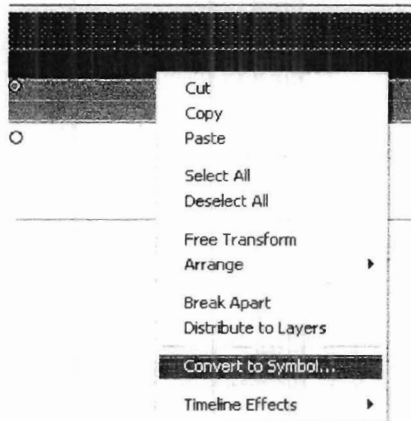 Cut
Copy
Paste
Select All
Deselect All
Free Transform
Arrange
Break Apart
Distribute to Layers
Convert to Symbol...
Timeline Effects